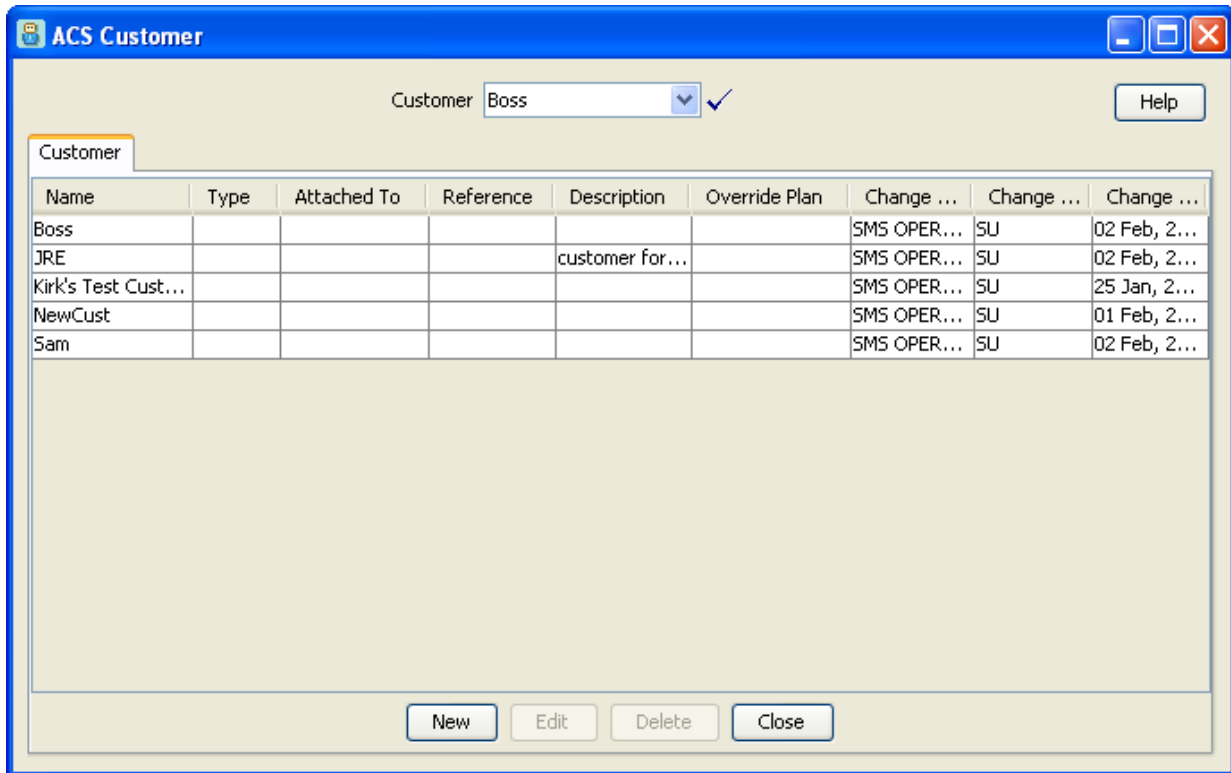 ACS Customer
Customer Boss Help
Customer
Name Type Attached To Reference Description Override Plan Change ... Change ... Change ...
Boss SMS OPER... SU 02 Feb, 2...
JRE customer for... SMS OPER... SU 02 Feb, 2...
Kirk's Test Cust... SMS OPER... SU 25 Jan, 2...
NewCust SMS OPER... SU 01 Feb, 2...
Sam SMS OPER... SU 02 Feb, 2...
New Edit Delete Close